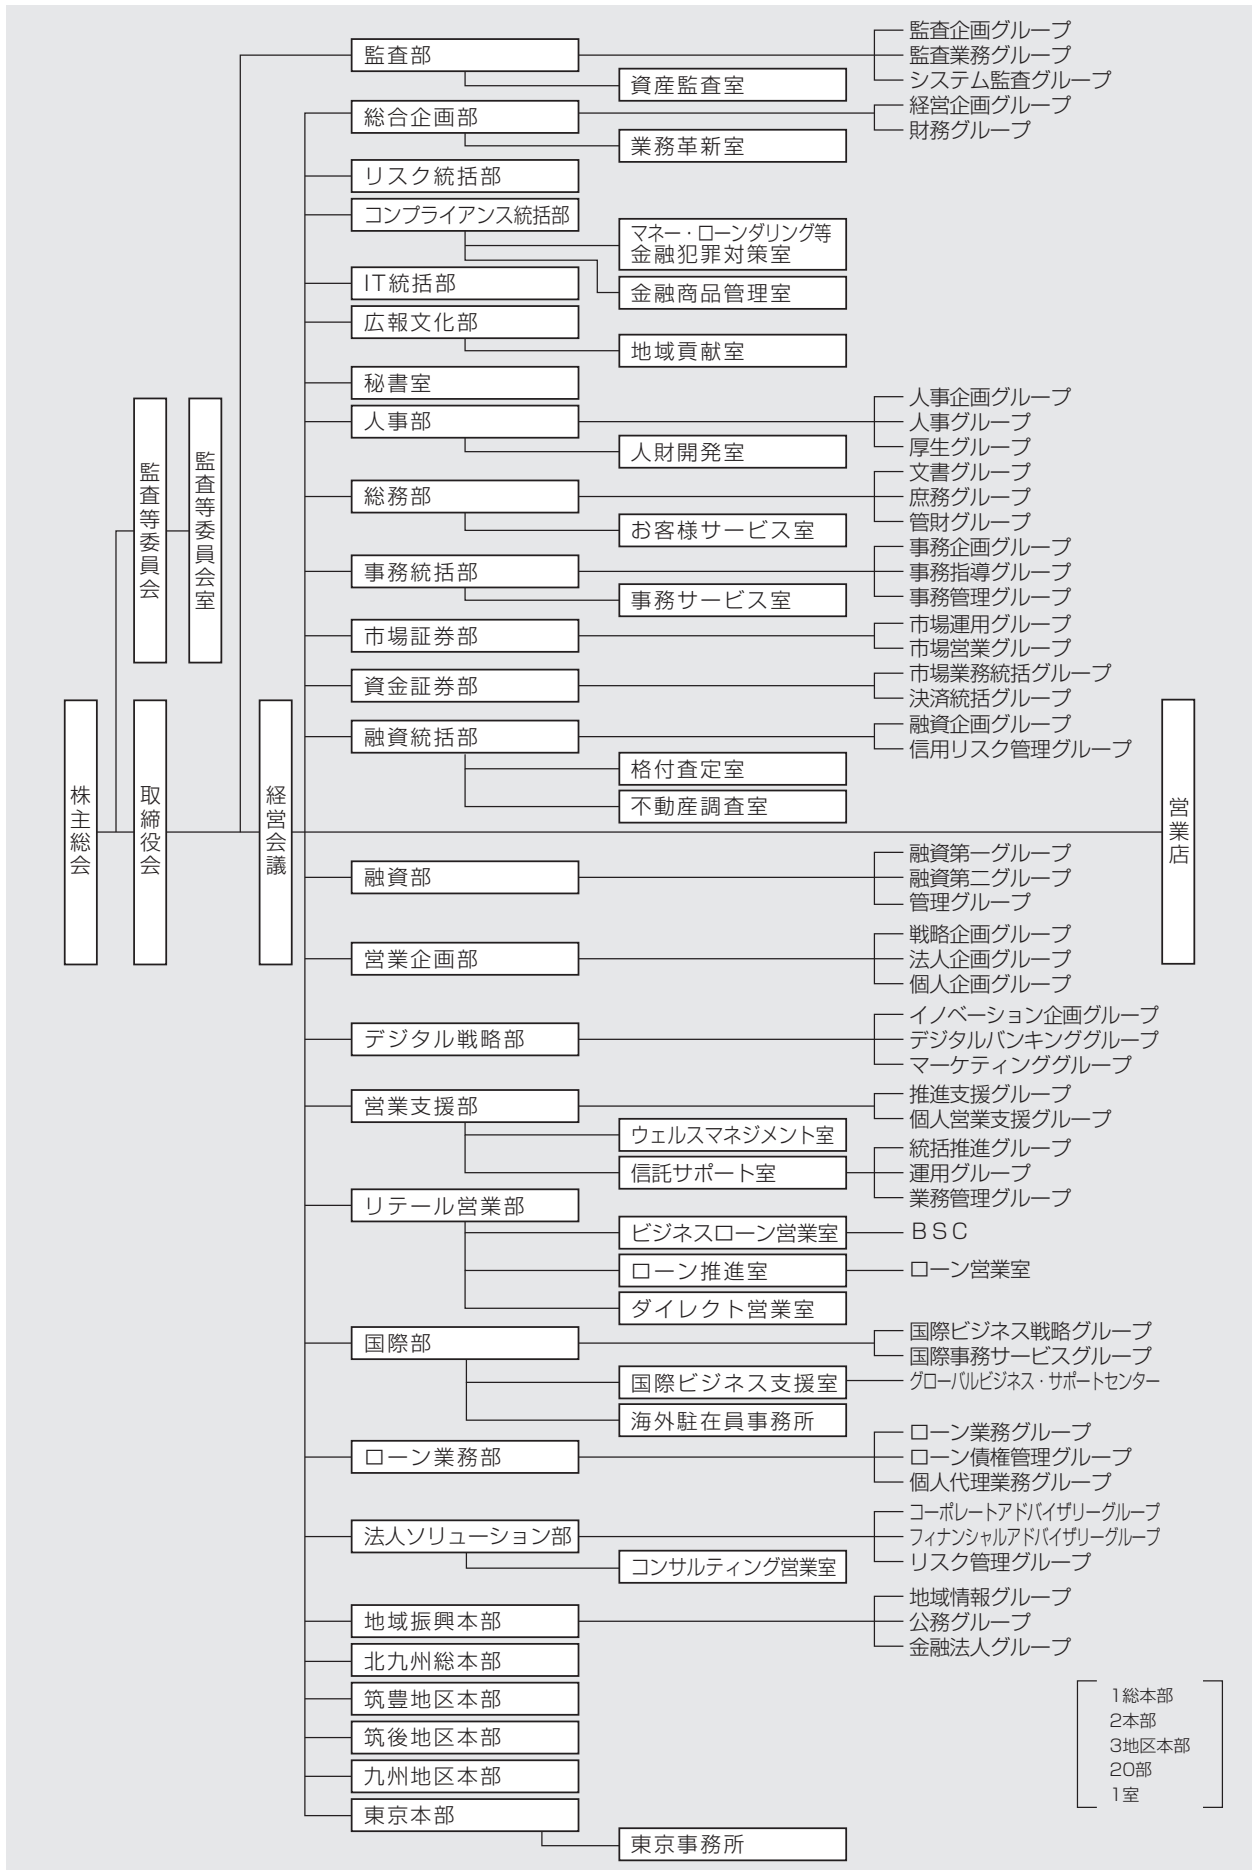 監査企画グループ
監査部
監査業務グループ
システム監査グループ
資産監査室
経営企画グループ
総合企画部
財務グループ
業務革新室
リスク統括部
コンプライアンス統括部
マネー・ローンダリング等
金融犯罪対策室
IT統括部
金融商品管理室
広報文化部
地域貢献室
秘書室
人事企画グループ
人事部
人事グループ
厚生グループ
人財開発室
文書グループ
総務部
庶務グループ
管財グループ
お客様サービス室
事務企画グループ
事務統括部
事務指導グループ
事務管理グループ
事務サービス室
市場運用グループ
市場証券部
市場営業グループ
市場業務統括グループ
資金証券部
決済統括グループ
融資企画グループ
融資統括部
信用リスク管理グループ
格付査定室
不動産調査室
監査等委員会
監査等委員会室
株主総会
取締役会
経営会議
営業店
融資第一グループ
融資部
融資第二グループ
管理グループ
戦略企画グループ
営業企画部
法人企画グループ
個人企画グループ
イノベーション企画グループ
デジタル戦略部
デジタルバンキンググループ
マーケティンググループ
推進支援グループ
営業支援部
個人営業支援グループ
ウェルスマネジメント室
統括推進グループ
信託サポート室
運用グループ
業務管理グループ
リテール営業部
ビジネスローン営業室
BSC
ローン推進室
ローン営業室
ダイレクト営業室
国際ビジネス戦略グループ
国際部
国際事務サービスグループ
国際ビジネス支援室
グローバルビジネス・サポートセンター
海外駐在員事務所
ローン業務グループ
ローン業務部
ローン債権管理グループ
個人代理業務グループ
コーポレートアドバイザリーグループ
法人ソリューション部
フィナンシャルアドバイザリーグループ
リスク管理グループ
コンサルティング営業室
地域情報グループ
地域振興本部
公務グループ
金融法人グループ
北九州総本部
筑豊地区本部
筑後地区本部
九州地区本部
東京本部
東京事務所
1総本部
2本部
3地区本部
20部
1室